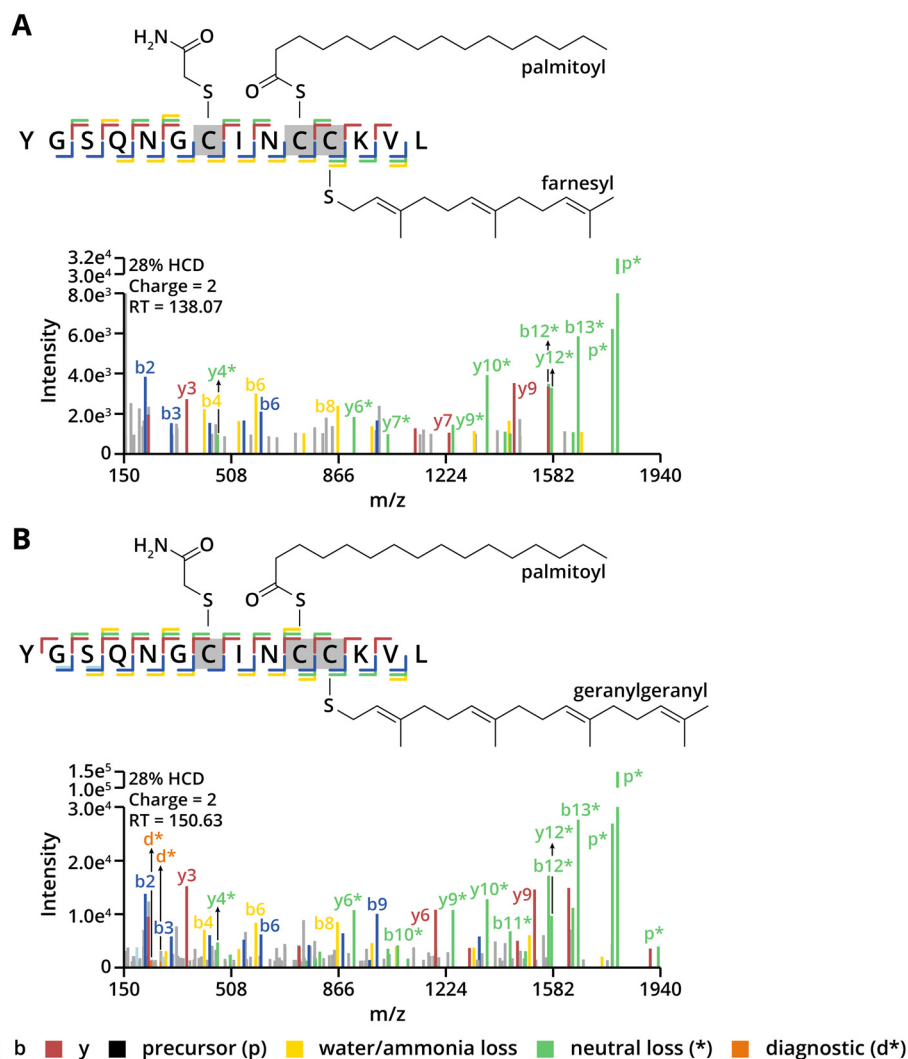 A
H₂N O
S
O S
palmitoyl
Y G S Q N G C I N C C K V L
S
farnesyl
3.2e⁴
3.0e⁴
8.0e³
6.0e³
4.0e³
2.0e³
0
Intensity
28% HCD
Charge = 2
RT = 138.07
b2
b3
y3
b4
y4*
b6
b6
b8
y6*
y7*
y7
y9*
y10*
y9
b12*
y12*
b13*
p*
p*
150 508 866 1224 1582 1940
m/z
B
H₂N O
S
O S
palmitoyl
Y G S Q N G C I N C C K V L
S
geranylgeranyl
1.5e⁵
1.0e⁵
3.0e⁴
2.0e⁴
1.0e⁴
0
Intensity
28% HCD
Charge = 2
RT = 150.63
d*
d*
b2
b3
y3
b4
y4*
b6
b6
b8
y6*
b9
b10*
y6
y9*
y10*
b11*
y9
y12*
b12*
b13*
p*
p*
p*
150 508 866 1224 1582 1940
m/z
b y precursor (p) water/ammonia loss neutral loss (*) diagnostic (d*)